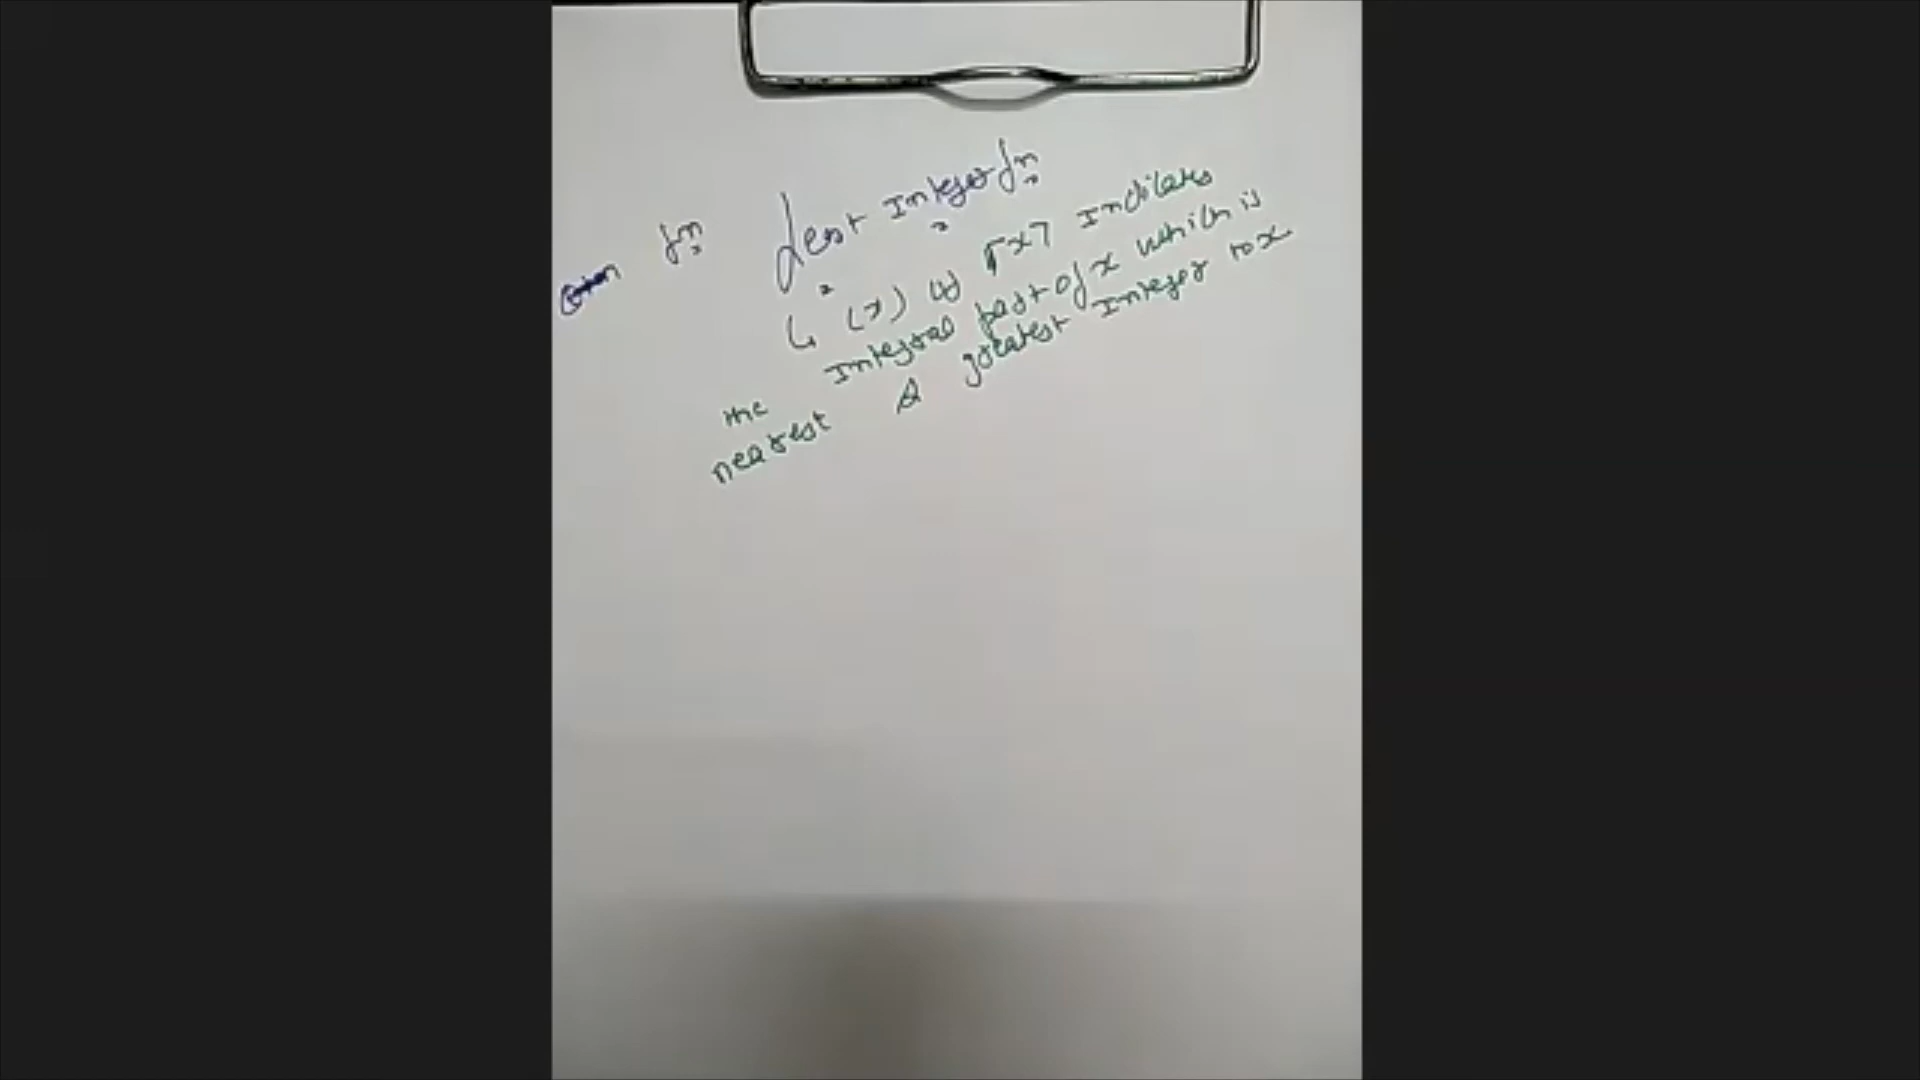 fn Least Integer fn
↳ (x) or ⌈x⌉ Indicates
the Integral part of x which is
nearest & greatest Integer to x